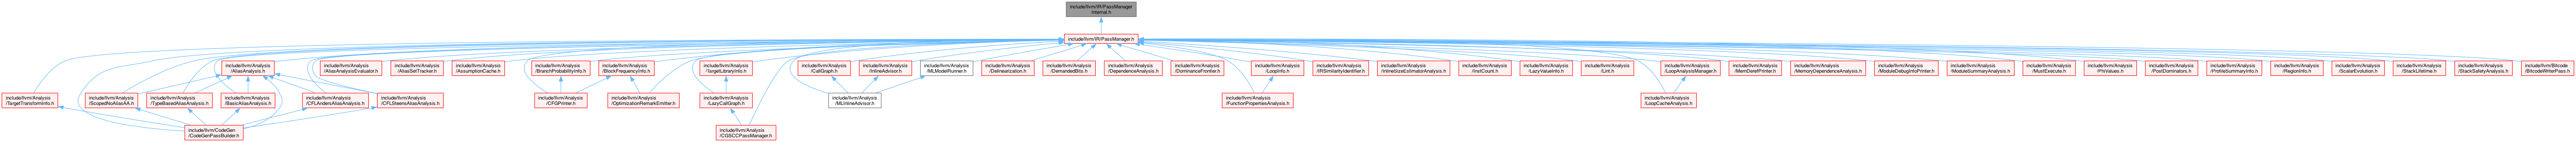 include/llvm/IR/PassManager
Internal.h
include/llvm/IR/PassManager.h
include/llvm/Analysis
/AliasAnalysis.h
include/llvm/Analysis
/AliasAnalysisEvaluator.h
include/llvm/Analysis
/AliasSetTracker.h
include/llvm/Analysis
/AssumptionCache.h
include/llvm/Analysis
/BranchProbabilityInfo.h
include/llvm/Analysis
/BlockFrequencyInfo.h
include/llvm/Analysis
/TargetLibraryInfo.h
include/llvm/Analysis
/CallGraph.h
include/llvm/Analysis
/InlineAdvisor.h
include/llvm/Analysis
/MLModelRunner.h
include/llvm/Analysis
/Delinearization.h
include/llvm/Analysis
/DemandedBits.h
include/llvm/Analysis
/DependenceAnalysis.h
include/llvm/Analysis
/DominanceFrontier.h
include/llvm/Analysis
/LoopInfo.h
include/llvm/Analysis
/IRSimilarityIdentifier.h
include/llvm/Analysis
/InlineSizeEstimatorAnalysis.h
include/llvm/Analysis
/InstCount.h
include/llvm/Analysis
/LazyValueInfo.h
include/llvm/Analysis
/Lint.h
include/llvm/Analysis
/LoopAnalysisManager.h
include/llvm/Analysis
/MemDerefPrinter.h
include/llvm/Analysis
/MemoryDependenceAnalysis.h
include/llvm/Analysis
/ModuleDebugInfoPrinter.h
include/llvm/Analysis
/ModuleSummaryAnalysis.h
include/llvm/Analysis
/MustExecute.h
include/llvm/Analysis
/PhiValues.h
include/llvm/Analysis
/PostDominators.h
include/llvm/Analysis
/ProfileSummaryInfo.h
include/llvm/Analysis
/RegionInfo.h
include/llvm/Analysis
/ScalarEvolution.h
include/llvm/Analysis
/StackLifetime.h
include/llvm/Analysis
/StackSafetyAnalysis.h
include/llvm/Bitcode
/BitcodeWriterPass.h
include/llvm/Analysis
/TargetTransformInfo.h
include/llvm/Analysis
/ScopedNoAliasAA.h
include/llvm/Analysis
/TypeBasedAliasAnalysis.h
include/llvm/Analysis
/BasicAliasAnalysis.h
include/llvm/Analysis
/CFLAndersAliasAnalysis.h
include/llvm/Analysis
/CFLSteensAliasAnalysis.h
include/llvm/Analysis
/CFGPrinter.h
include/llvm/Analysis
/OptimizationRemarkEmitter.h
include/llvm/Analysis
/LazyCallGraph.h
include/llvm/Analysis
/MLInlineAdvisor.h
include/llvm/Analysis
/FunctionPropertiesAnalysis.h
include/llvm/Analysis
/LoopCacheAnalysis.h
include/llvm/CodeGen
/CodeGenPassBuilder.h
include/llvm/Analysis
/CGSCCPassManager.h